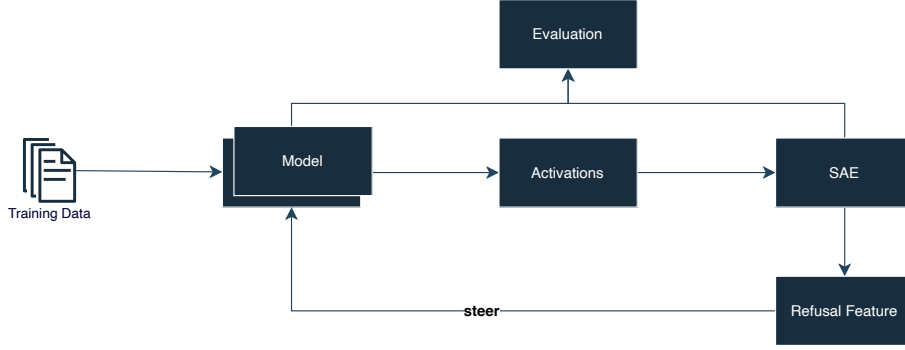 Evaluation
Model
Activations
SAE
Training Data
Refusal Feature
steer